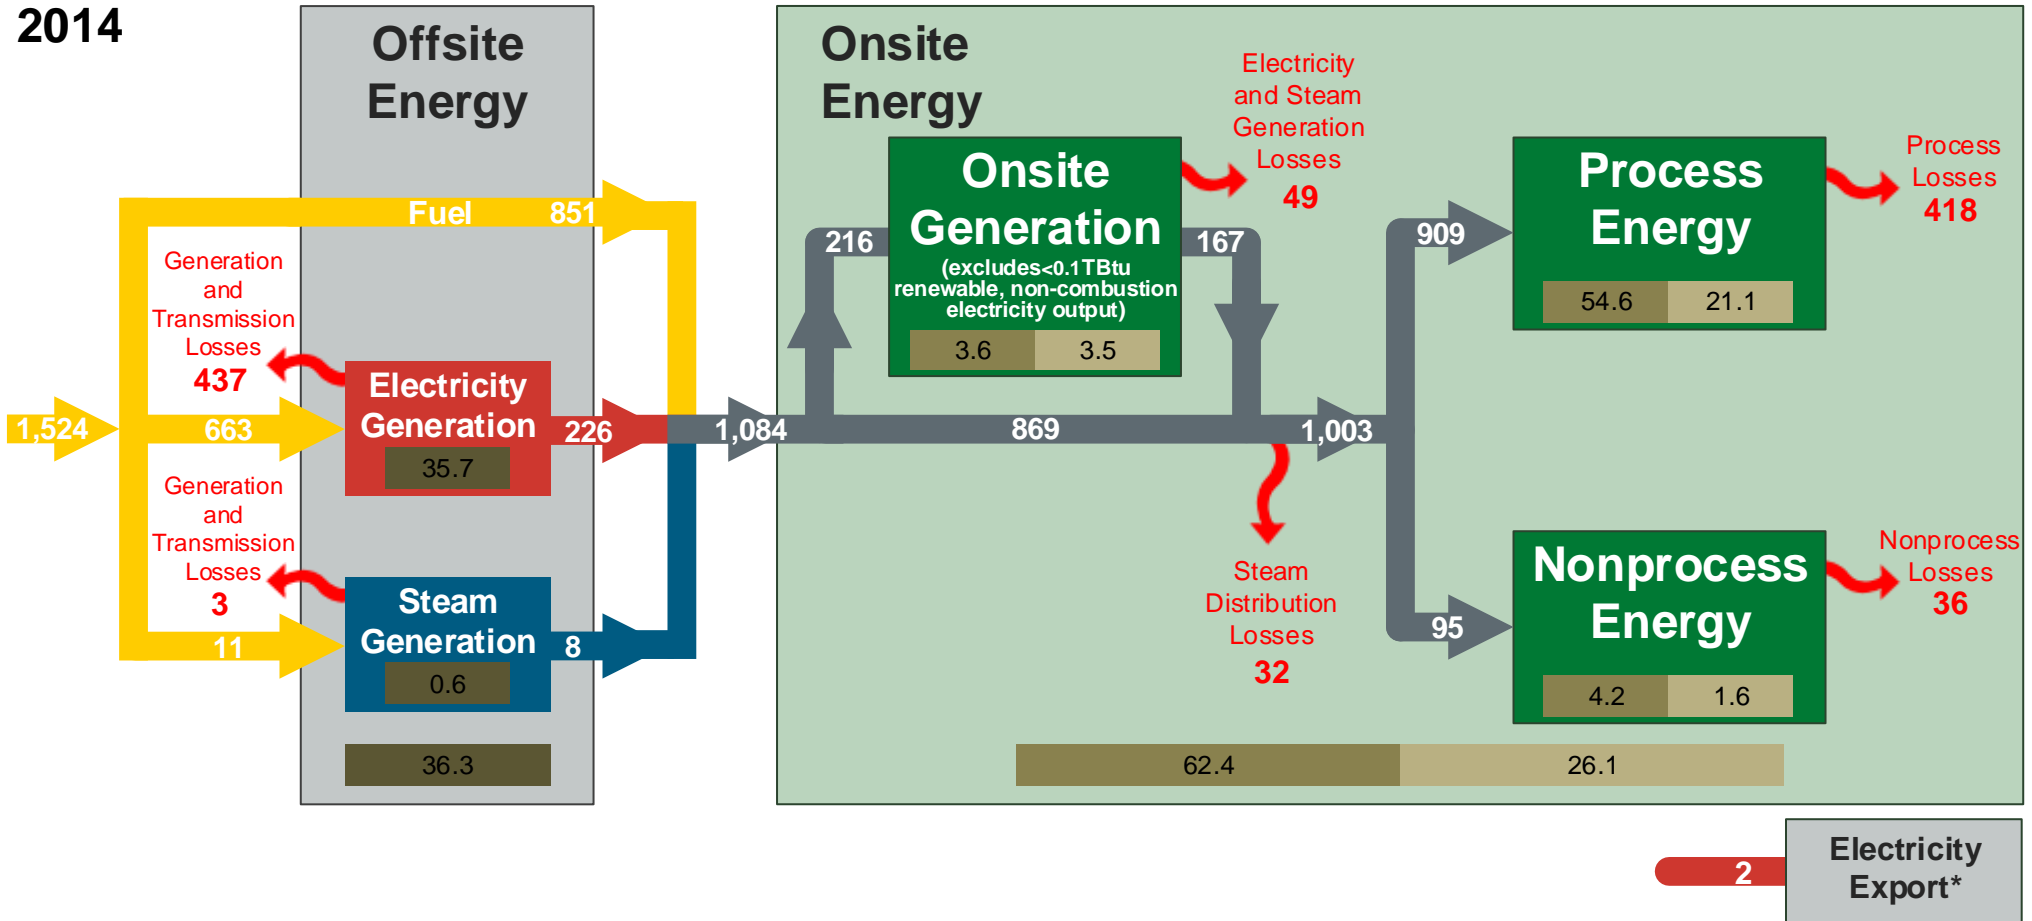 2014
Offsite
Energy
Onsite
Energy
Electricity
and Steam
Generation
Losses
49
Onsite
Generation
(excludes<0.1TBtu
renewable, non-combustion
electricity output)
3.6 3.5
Process
Energy
54.6 21.1
Process
Losses
418
Fuel 851
216
167
909
Generation
and
Transmission
Losses
437
Electricity
Generation
35.7
1,524
663
226
1,084
869
1,003
Generation
and
Transmission
Losses
3
Steam
Generation
0.6
11
8
Steam
Distribution
Losses
32
95
Nonprocess
Energy
4.2 1.6
Nonprocess
Losses
36
36.3
62.4 26.1
2
Electricity
Export*